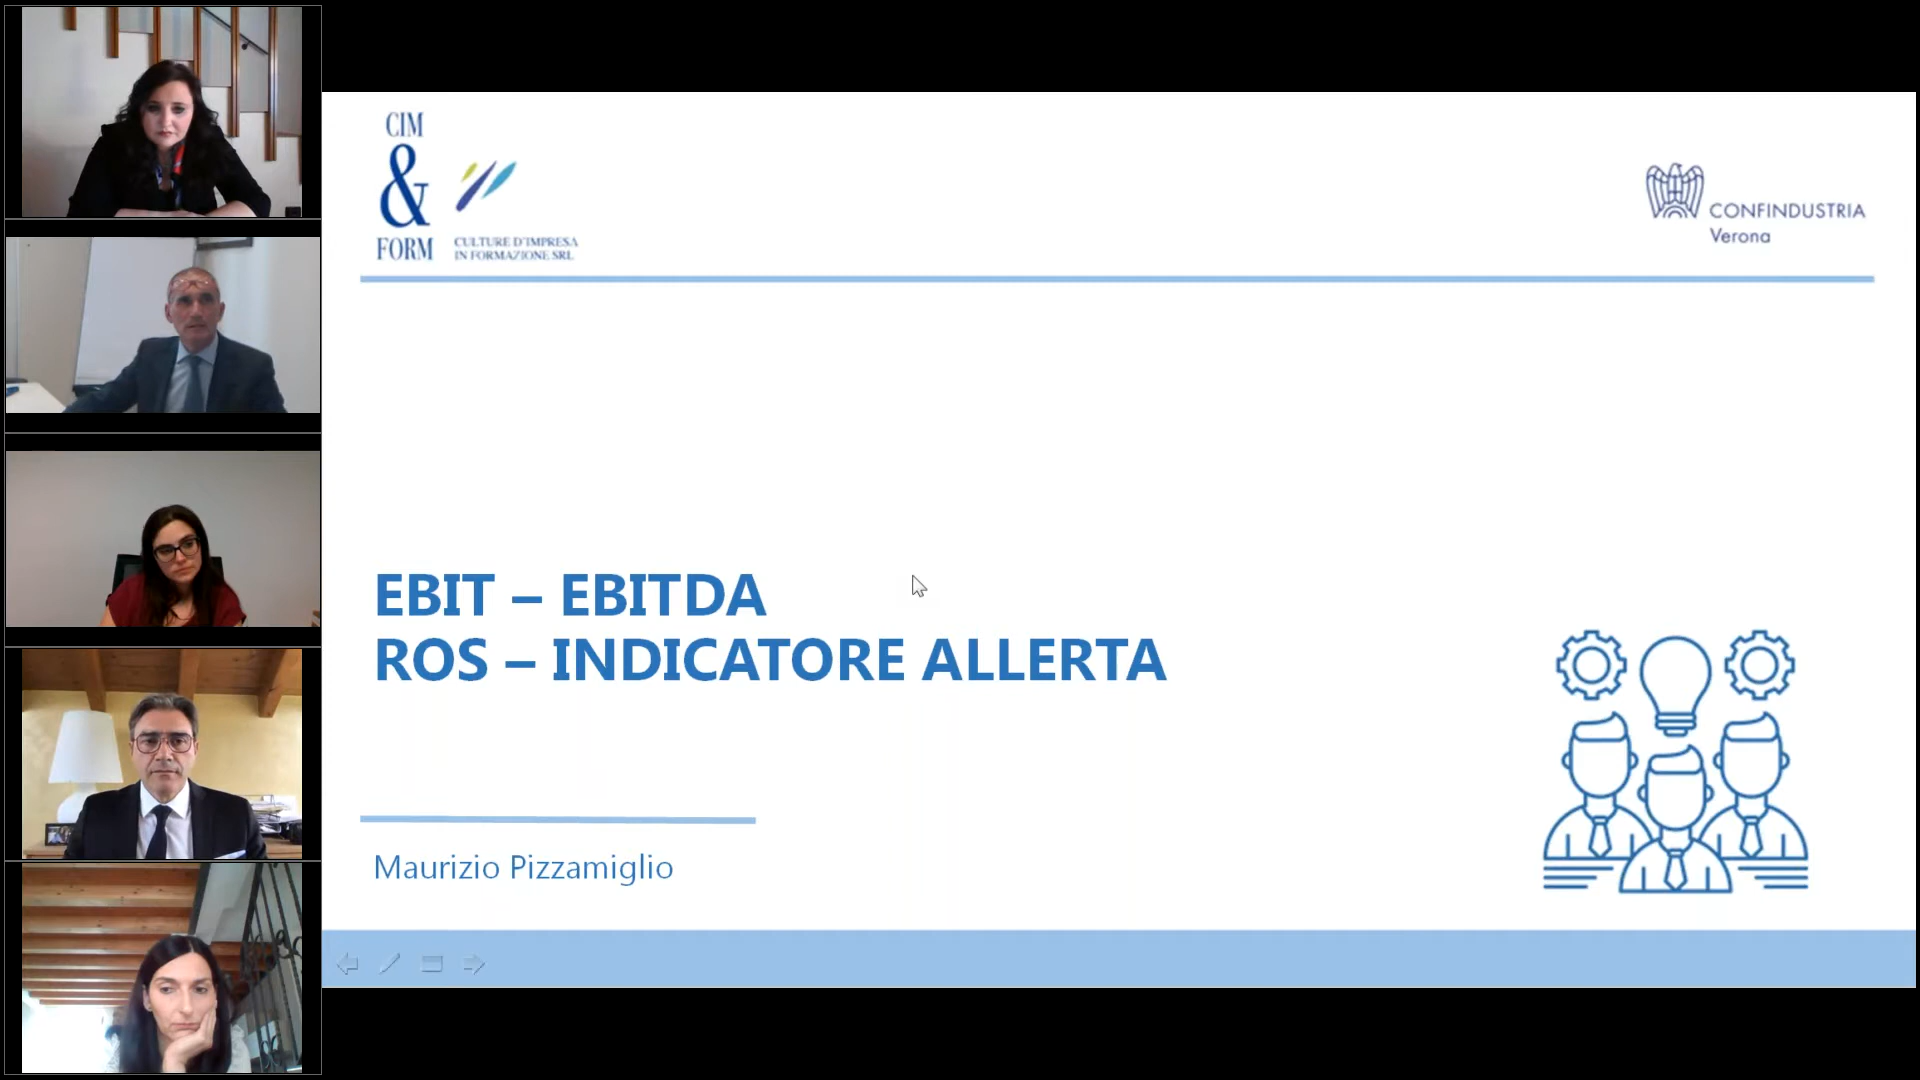 CIM
&
FORM
CULTURE D'IMPRESA
IN FORMAZIONE SRL
CONFINDUSTRIA
Verona
EBIT – EBITDA
ROS – INDICATORE ALLERTA
Maurizio Pizzamiglio